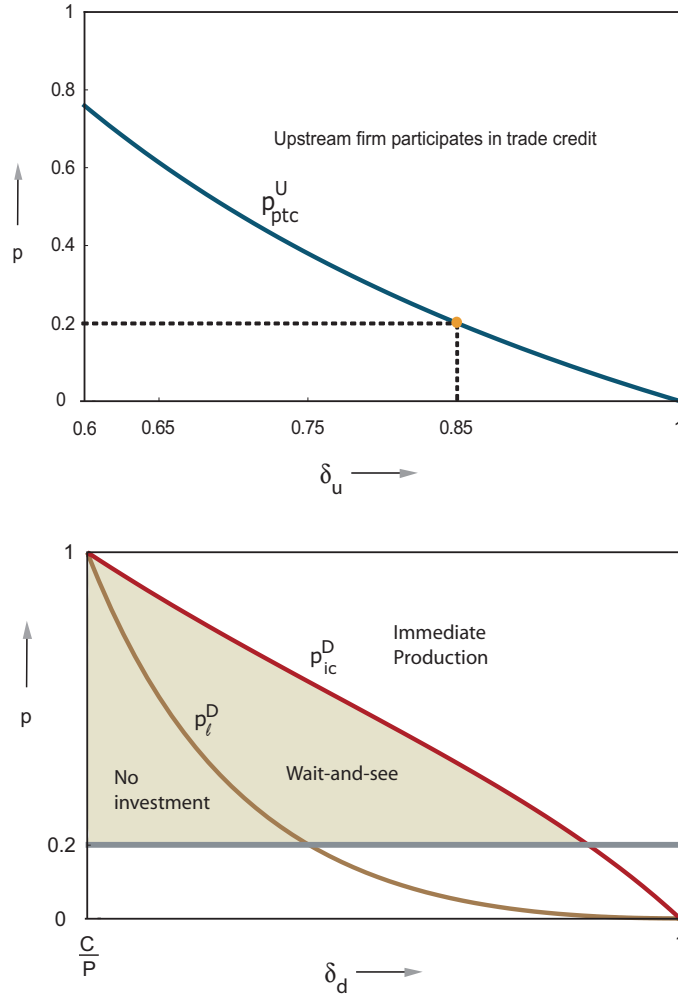 1
0.8
Upstream firm participates in trade credit
0.6
p^U_ptc
p
0.4
0.2
0
0.6 0.65 0.75 0.85 1
δ_u
1
Immediate
Production
p^D_ic
p
p^D_ℓ
Wait-and-see
No
investment
0.2
0
C
P
1
δ_d